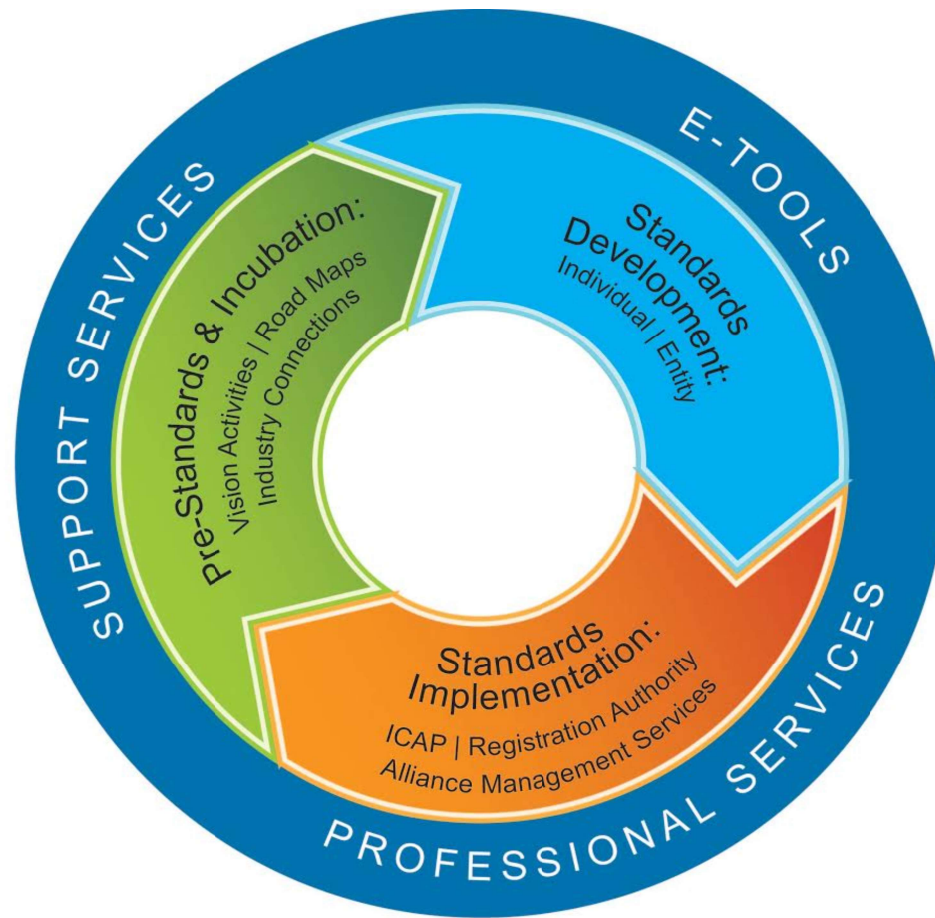 SUPPORT SERVICES
E-TOOLS
PROFESSIONAL SERVICES
Pre-Standards & Incubation:
Vision Activities | Road Maps
Industry Connections
Standards
Development:
Individual | Entity
Standards
Implementation:
ICAP | Registration Authority
Alliance Management Services